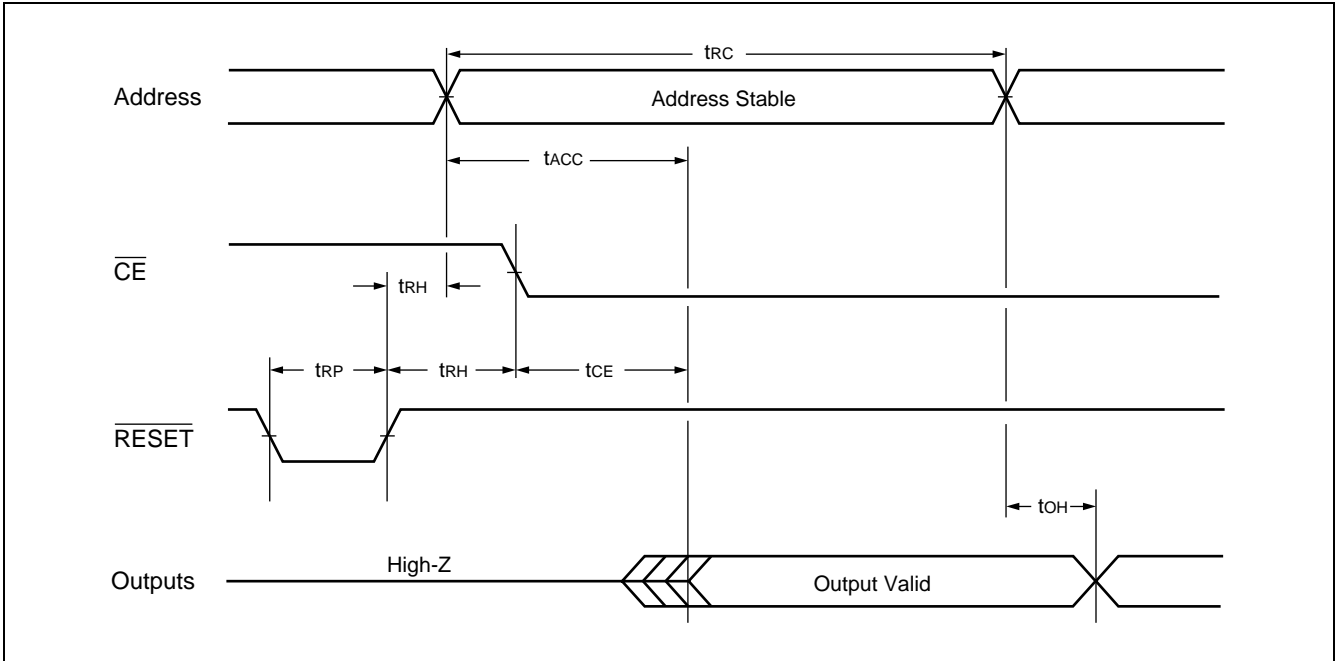 tRC
Address
Address Stable
tACC
CE
tRH
tRP
tRH
tCE
RESET
tOH
High-Z
Outputs
Output Valid